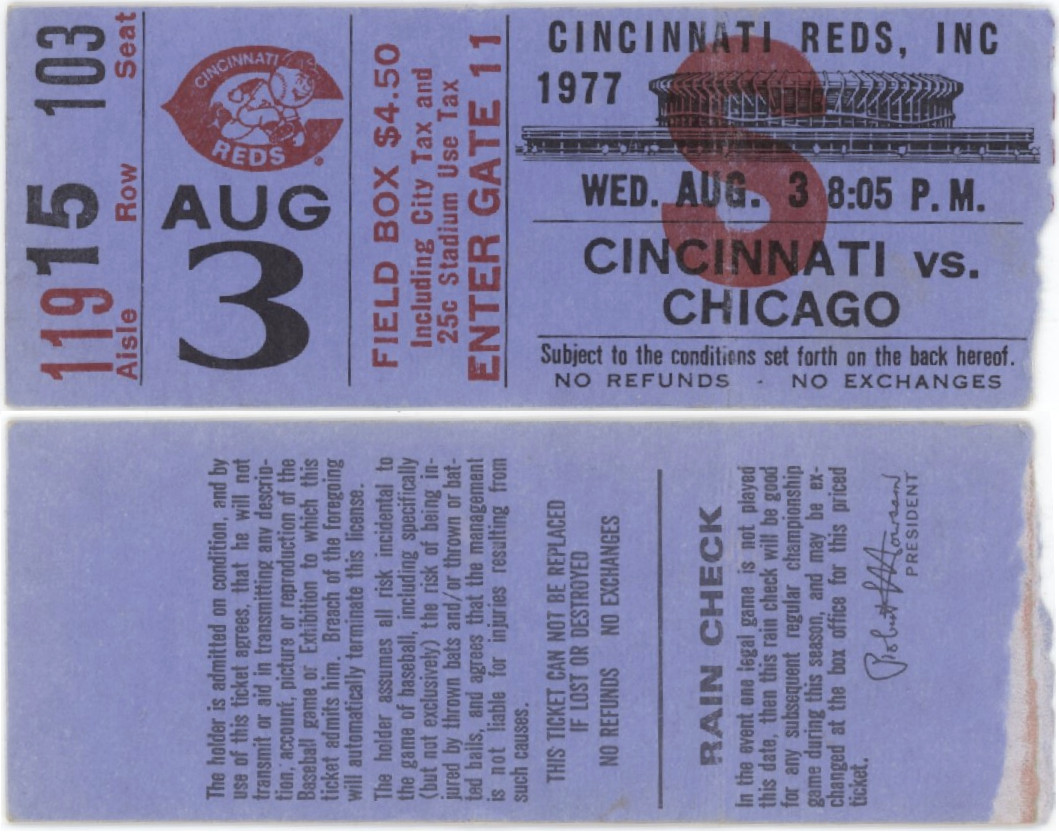 103 Seat
15 Row
119 Aisle
CINCINNATI
REDS
AUG
3
FIELD BOX $4.50
Including City Tax and
25c Stadium Use Tax
ENTER GATE 11
CINCINNATI REDS, INC
1977
S
WED. AUG. 3 8:05 P. M.
CINCINNATI vs.
CHICAGO
Subject to the conditiens set forth on the back hereof.
NO REFUNDS - NO EXCHANGES
The holder is admitted on condition, and by
use of this ticket agrees, that he will not
transmit or aid in transmitting any descrip-
tion, account, picture or reproduction of the
Baseball game or Exhibition to which this
ticket admits him. Breach of the foregoing
will automatically terminate this license.
The holder assumes all risk incidental to
the game of baseball, including specifically
(but not exclusively) the risk of being in-
jured by thrown bats and/or thrown or bat-
ted balls, and agrees that the management
is not liable for injuries resulting from
such causes.
THIS TICKET CAN NOT BE REPLACED
IF LOST OR DESTROYED
NO REFUNDS NO EXCHANGES
RAIN CHECK
In the event one legal game is not played
this date, then this rain check will be good
for any subsequent regular championship
game during this season, and may be ex-
changed at the box office for this priced
ticket.
Robert L Howsam
PRESIDENT